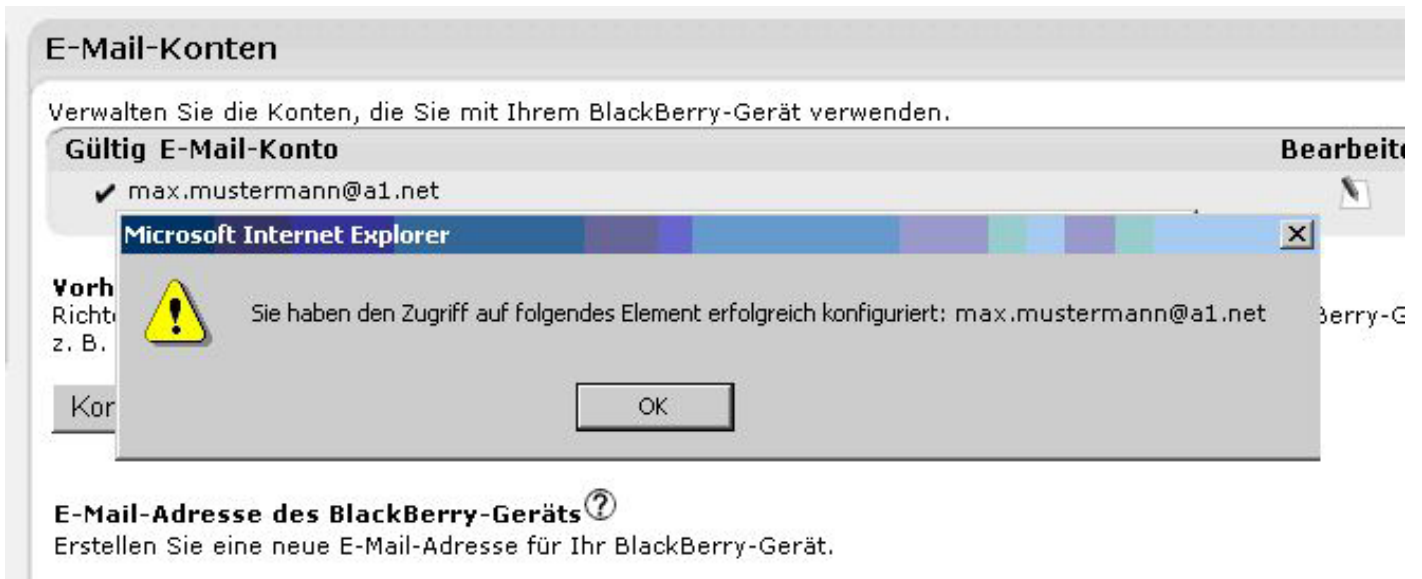 E-Mail-Konten
Verwalten Sie die Konten, die Sie mit Ihrem BlackBerry-Gerät verwenden.
Gültig E-Mail-Konto
max.mustermann@a1.net
Microsoft Internet Explorer
Sie haben den Zugriff auf folgendes Element erfolgreich konfiguriert: max.mustermann@a1.net
z. B.
OK
E-Mail-Adresse des BlackBerry-Geräts?
Erstellen Sie eine neue E-Mail-Adresse für Ihr BlackBerry-Gerät.